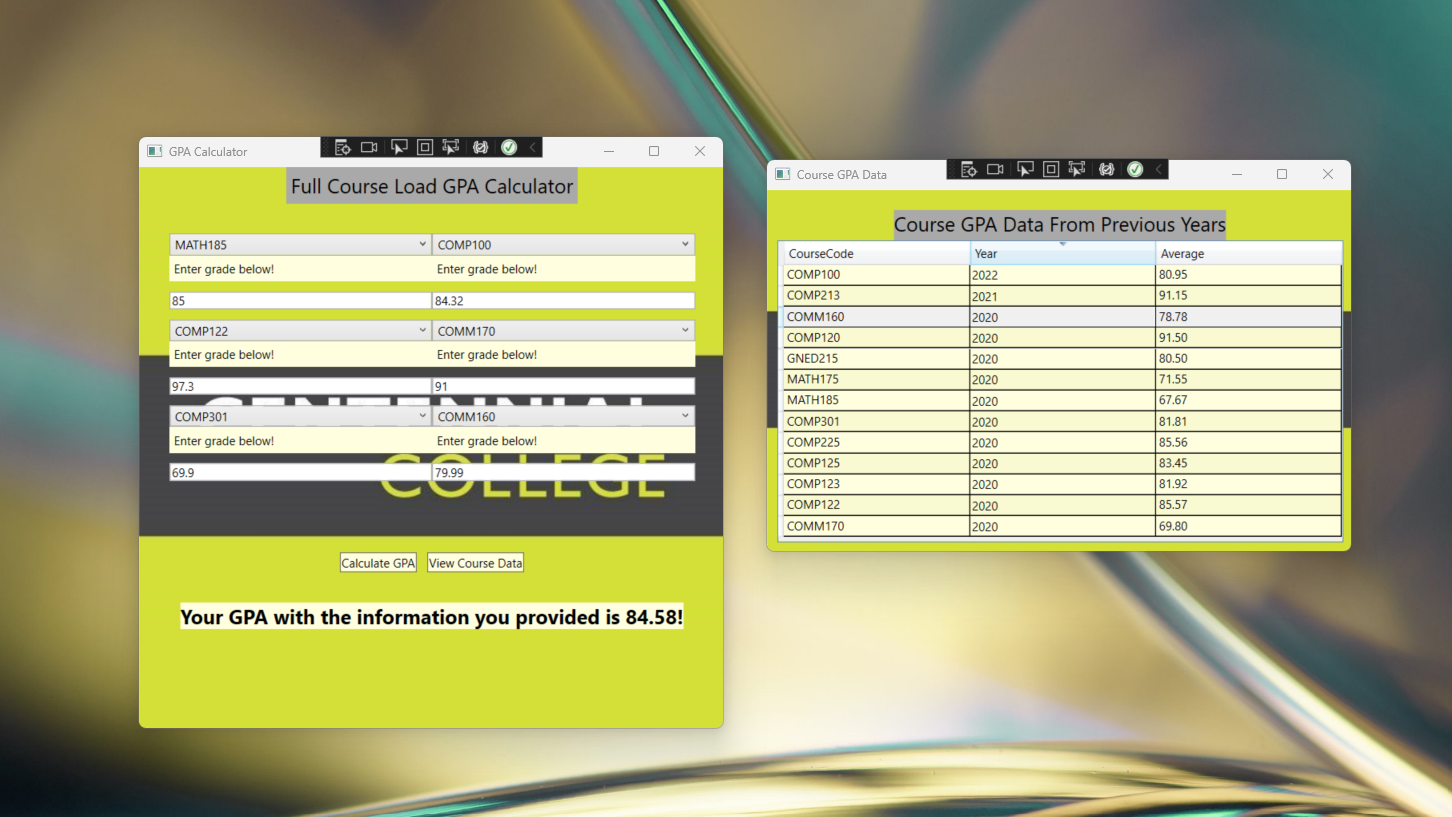 GPA Calculator
Full Course Load GPA Calculator
MATH185 COMP100
Enter grade below! Enter grade below!
85 84.32
COMP122 COMM170
Enter grade below! Enter grade below!
97.3 91
CENTENNIAL
COMP301 COMM160
Enter grade below! Enter grade below!
69.9 79.99
COLLEGE
Calculate GPA View Course Data
Your GPA with the information you provided is 84.58!
Course GPA Data
Course GPA Data From Previous Years
CourseCode Year Average
COMP100 2022 80.95
COMP213 2021 91.15
COMM160 2020 78.78
COMP120 2020 91.50
GNED215 2020 80.50
MATH175 2020 71.55
MATH185 2020 67.67
COMP301 2020 81.81
COMP225 2020 85.56
COMP125 2020 83.45
COMP123 2020 81.92
COMP122 2020 85.57
COMM170 2020 69.80